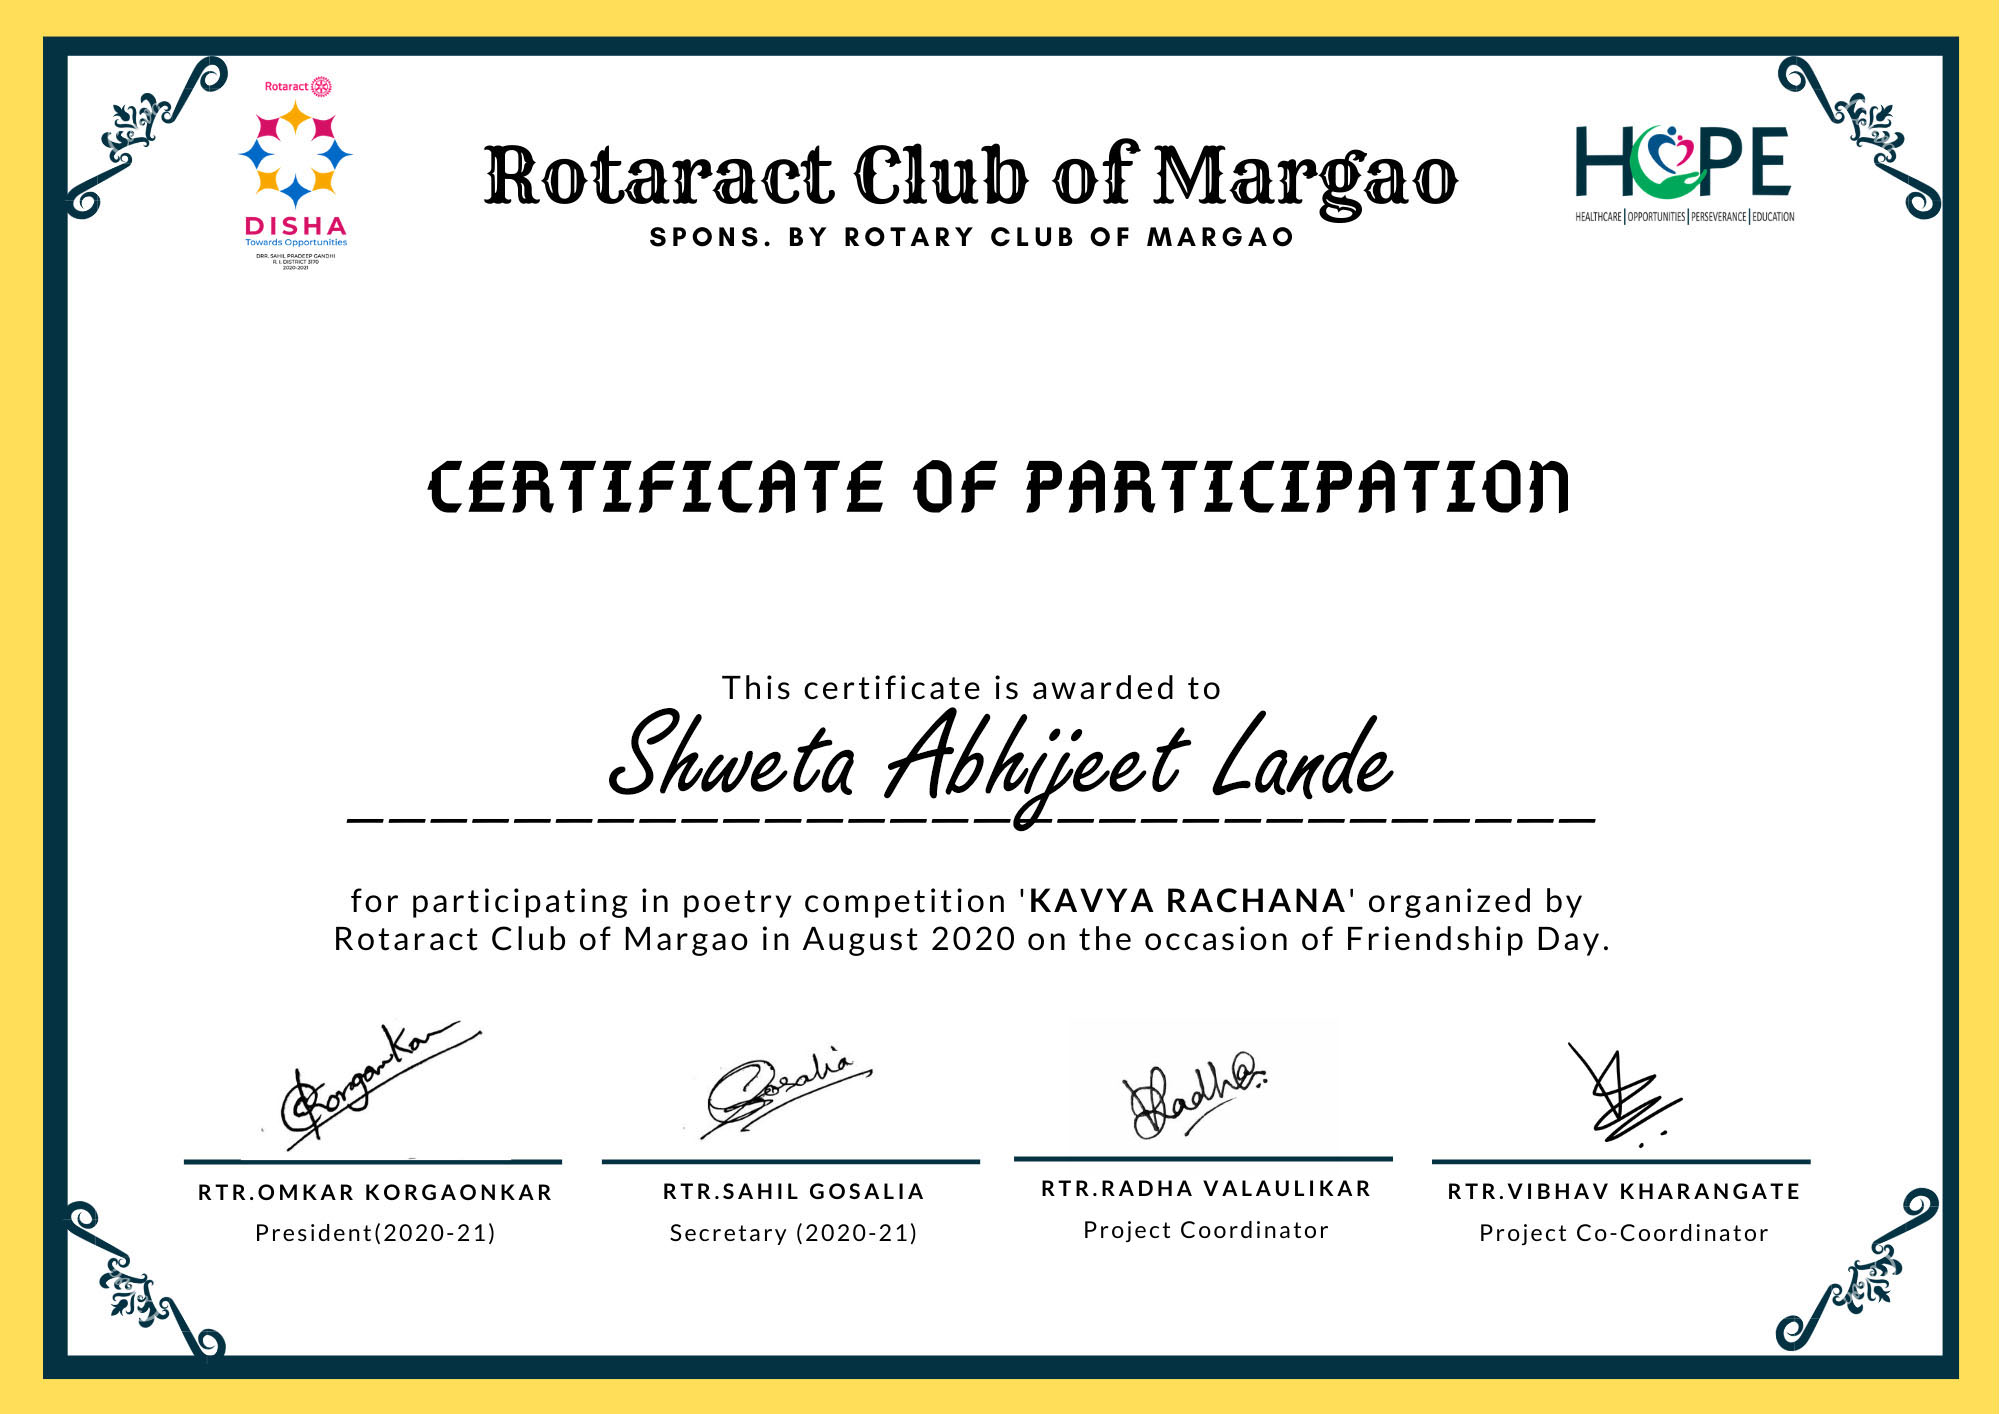 Rotaract
DISHA
Towards Opportunities
DRR. SAHIL PRADEEP GANDHI
R. I. DISTRICT 3170
2020-2021
Rotaract Club of Margao
SPONS. BY ROTARY CLUB OF MARGAO
HOPE
HEALTHCARE | OPPORTUNITIES | PERSEVERANCE | EDUCATION
CERTIFICATE OF PARTICIPATION
This certificate is awarded to
Shweta Abhijeet Lande
for participating in poetry competition 'KAVYA RACHANA' organized by
Rotaract Club of Margao in August 2020 on the occasion of Friendship Day.
Korgankar
Gosalia
Radha
RTR.OMKAR KORGAONKAR
President(2020-21)
RTR.SAHIL GOSALIA
Secretary (2020-21)
RTR.RADHA VALAULIKAR
Project Coordinator
RTR.VIBHAV KHARANGATE
Project Co-Coordinator